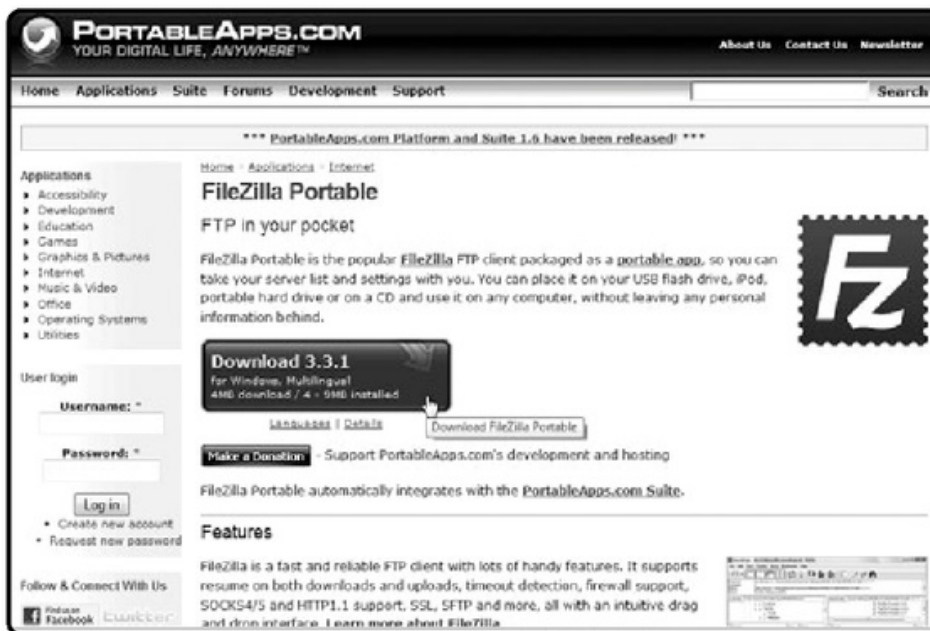 PORTABLEAPPS.COM
YOUR DIGITAL LIFE, ANYWHERE™
About Us Contact Us Newsletter
Home Applications Suite Forums Development Support Search
*** PortableApps.com Platform and Suite 1.6 have been released! ***
Applications
Accessibility
Development
Education
Games
Graphics & Pictures
Internet
Music & Video
Office
Operating Systems
Utilities
User login
Username: *
Password: *
Log in
Create new account
Request new password
Follow & Connect With Us
Find us on
Facebook
twitter
Home > Applications > Internet
FileZilla Portable
FTP in your pocket
FileZilla Portable is the popular FileZilla FTP client packaged as a portable app, so you can
take your server list and settings with you. You can place it on your USB flash drive, iPod,
portable hard drive or on a CD and use it on any computer, without leaving any personal
information behind.
FZ
Download 3.3.1
for Windows, Multilingual
4MB download / 4 - 9MB installed
Download FileZilla Portable
Languages | Details
Make a Donation - Support PortableApps.com's development and hosting
FileZilla Portable automatically integrates with the PortableApps.com Suite.
Features
FileZilla is a fast and reliable FTP client with lots of handy features. It supports
resume on both downloads and uploads, timeout detection, firewall support,
SOCKS4/5 and HTTP1.1 support, SSL, SFTP and more, all with an intuitive drag
and drop interface. Learn more about FileZilla